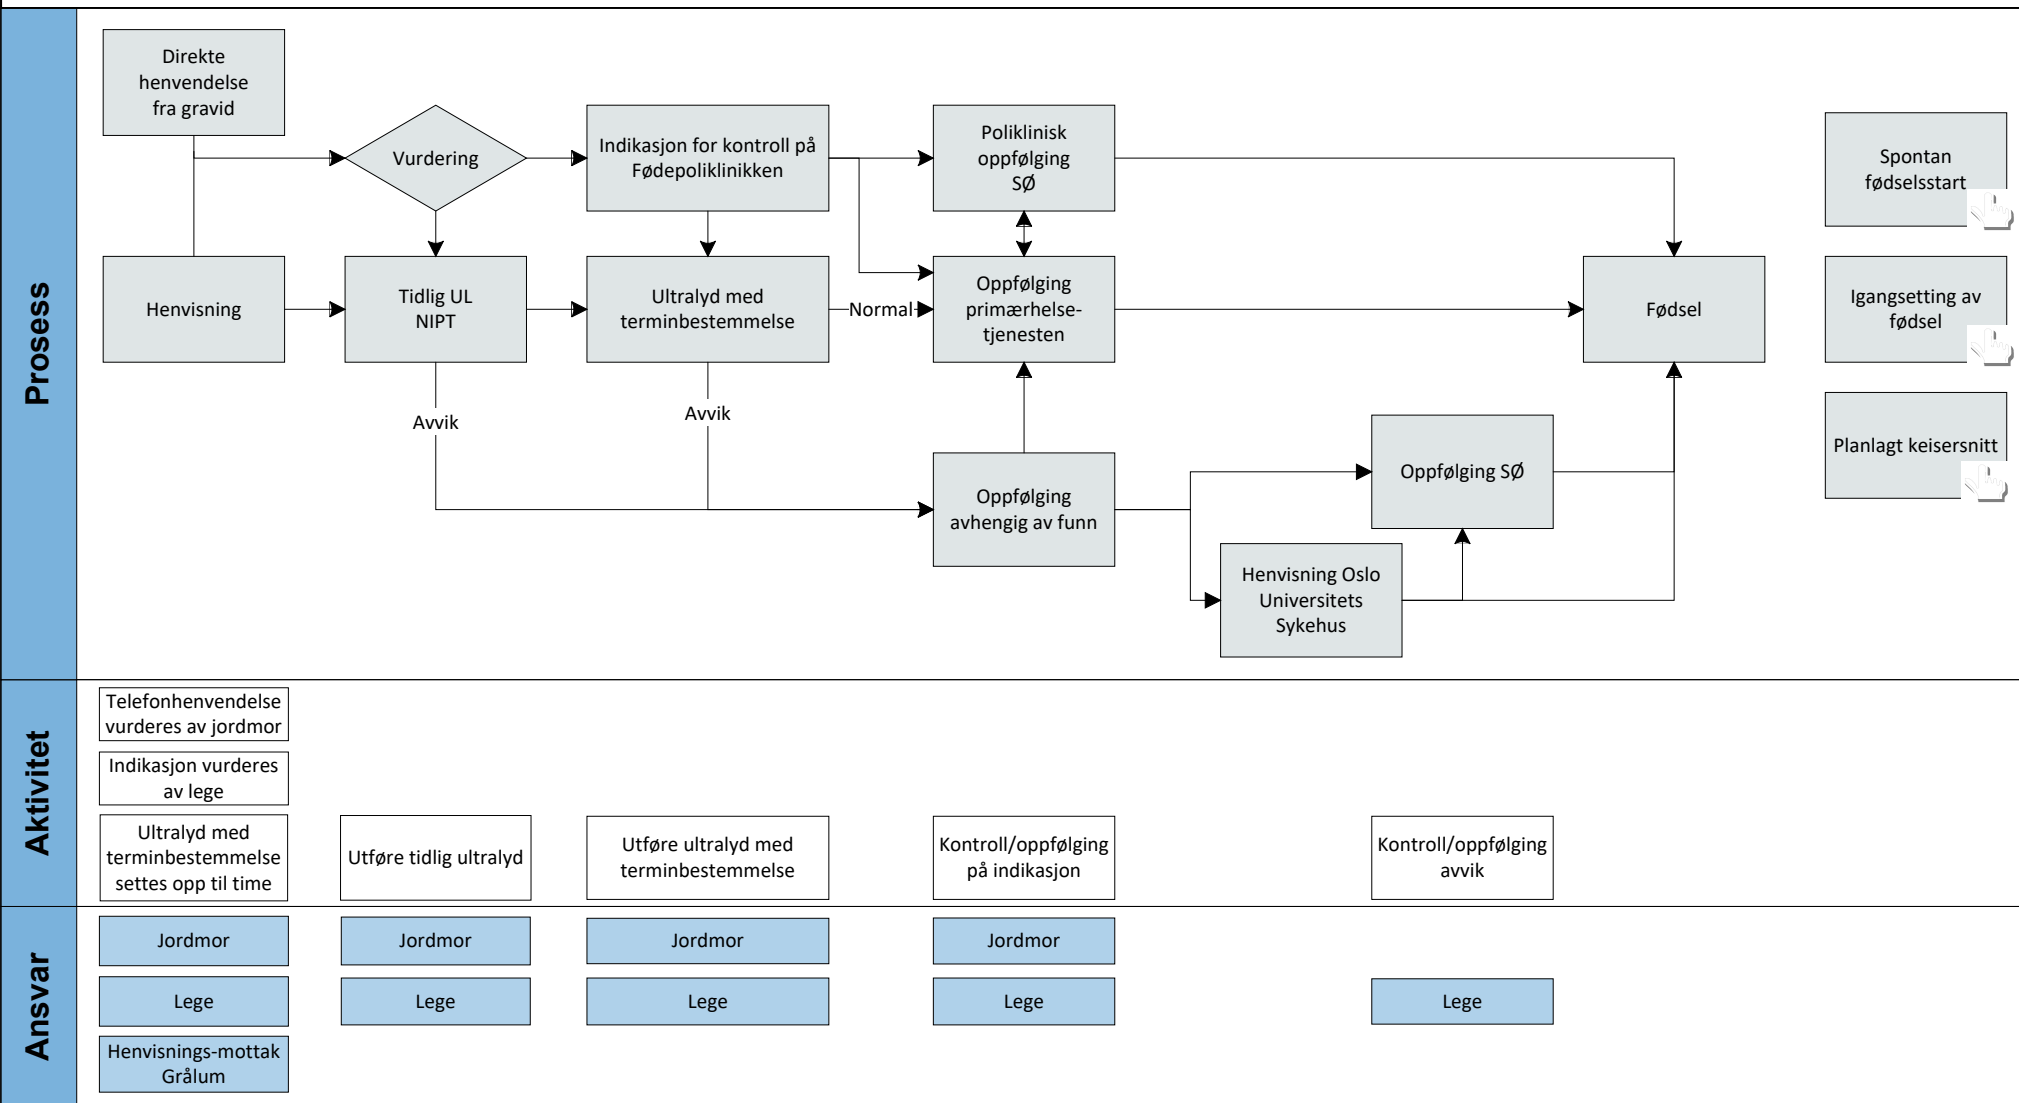 Prosess
Direkte
henvendelse
fra gravid
Vurdering
Indikasjon for kontroll på
Fødepoliklinikken
Poliklinisk
oppfølging
SØ
Spontan
fødselsstart
Henvisning
Tidlig UL
NIPT
Ultralyd med
terminbestemmelse
Normal
Oppfølging
primærhelse-
tjenesten
Fødsel
Igangsetting av
fødsel
Avvik
Avvik
Planlagt keisersnitt
Oppfølging
avhengig av funn
Oppfølging SØ
Henvisning Oslo
Universitets
Sykehus
Aktivitet
Telefonhenvendelse
vurderes av jordmor
Indikasjon vurderes
av lege
Ultralyd med
terminbestemmelse
settes opp til time
Utføre tidlig ultralyd
Utføre ultralyd med
terminbestemmelse
Kontroll/oppfølging
på indikasjon
Kontroll/oppfølging
avvik
Ansvar
Jordmor
Jordmor
Jordmor
Jordmor
Lege
Lege
Lege
Lege
Lege
Henvisnings-mottak
Grålum